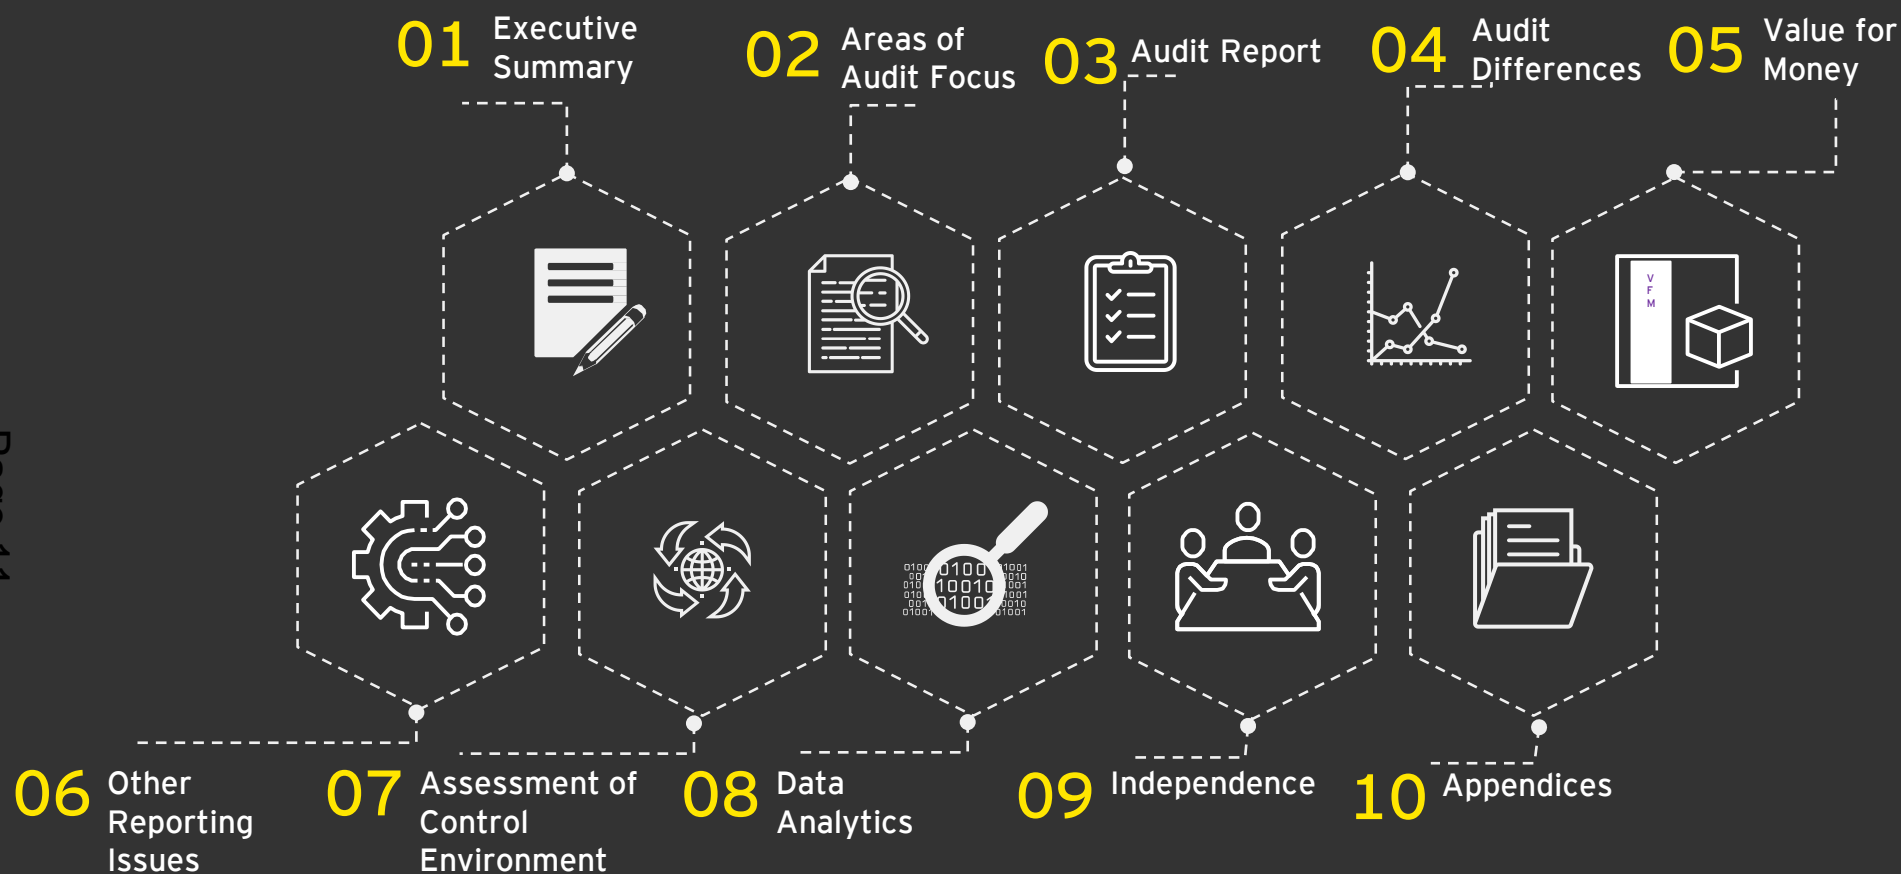 01 Executive
Summary
02 Areas of
Audit Focus
03 Audit Report
04 Audit
Differences
05 Value for
Money
V
F
M
06 Other
Reporting
Issues
07 Assessment of
Control
Environment
08 Data
Analytics
09 Independence
10 Appendices